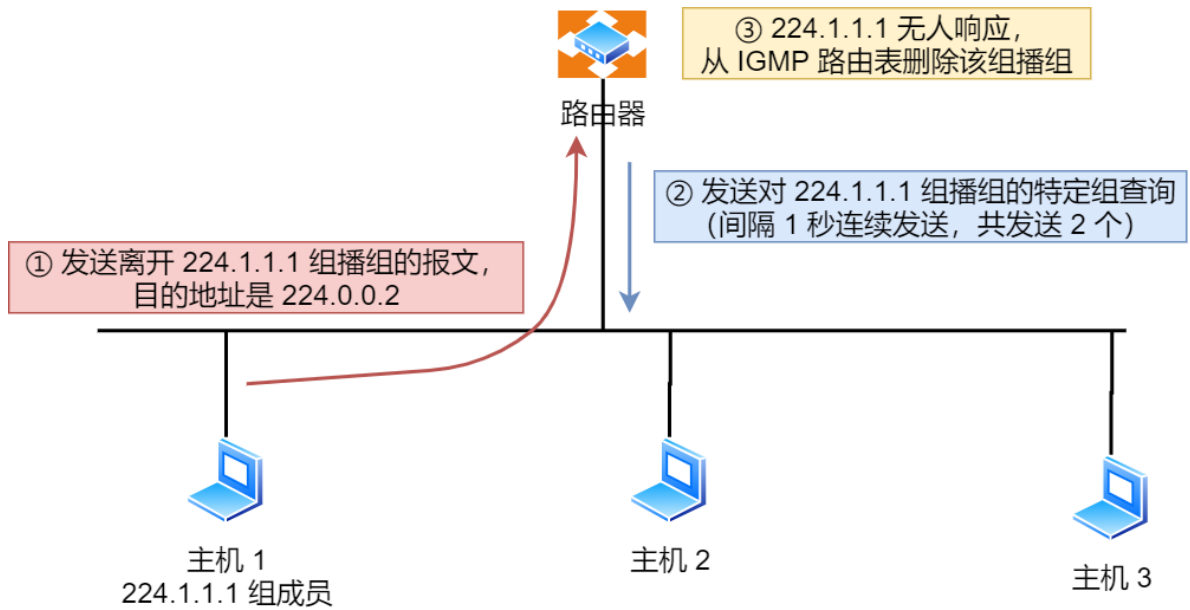 ③ 224.1.1.1 无人响应，
从 IGMP 路由表删除该组播组
路由器
② 发送对 224.1.1.1 组播组的特定组查询
（间隔 1 秒连续发送，共发送 2 个）
① 发送离开 224.1.1.1 组播组的报文，
目的地址是 224.0.0.2
主机 1
224.1.1.1 组成员
主机 2
主机 3